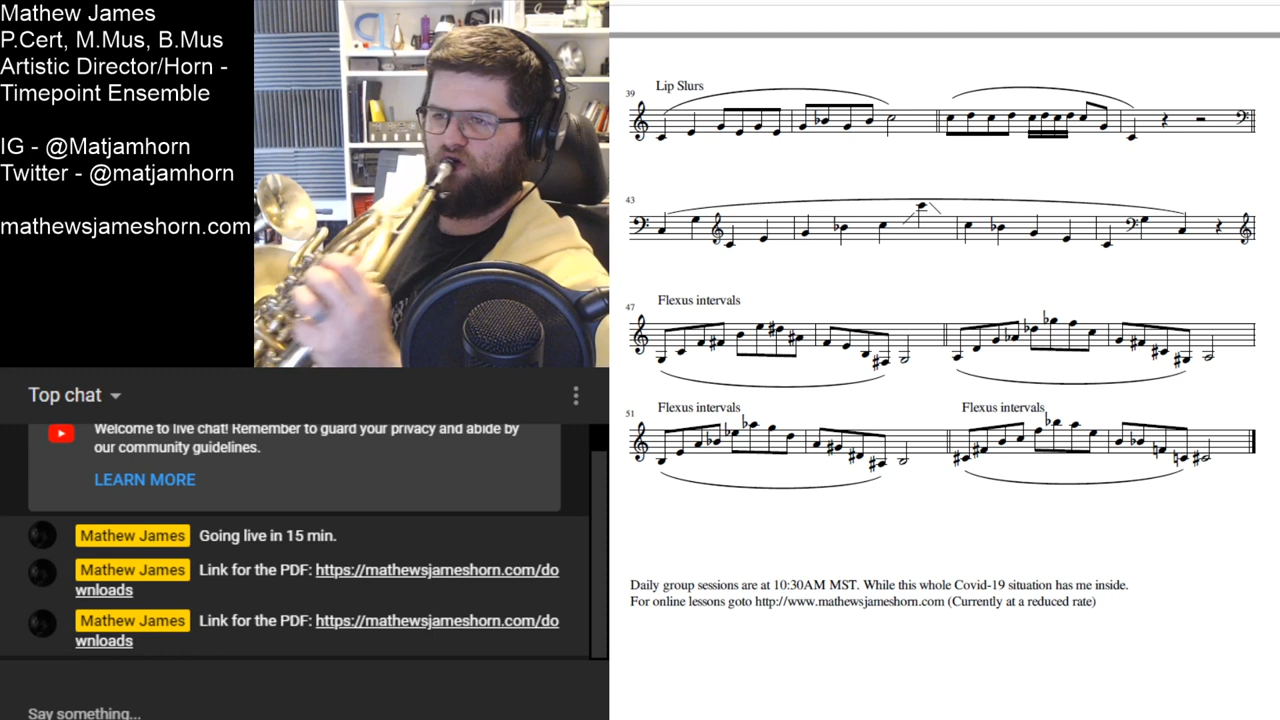 Mathew James
P.Cert, M.Mus, B.Mus
Artistic Director/Horn -
Timepoint Ensemble
IG - @Matjamhorn
Twitter - @matjamhorn
mathewsjameshorn.com
Top chat
Welcome to live chat! Remember to guard your privacy and abide by
our community guidelines.
LEARN MORE
Mathew James Going live in 15 min.
Mathew James Link for the PDF: https://mathewsjameshorn.com/do
wnloads
Mathew James Link for the PDF: https://mathewsjameshorn.com/do
wnloads
Say something...
Lip Slurs
39
43
Flexus intervals
47
Flexus intervals
Flexus intervals
51
Daily group sessions are at 10:30AM MST. While this whole Covid-19 situation has me inside.
For online lessons goto http://www.mathewsjameshorn.com (Currently at a reduced rate)